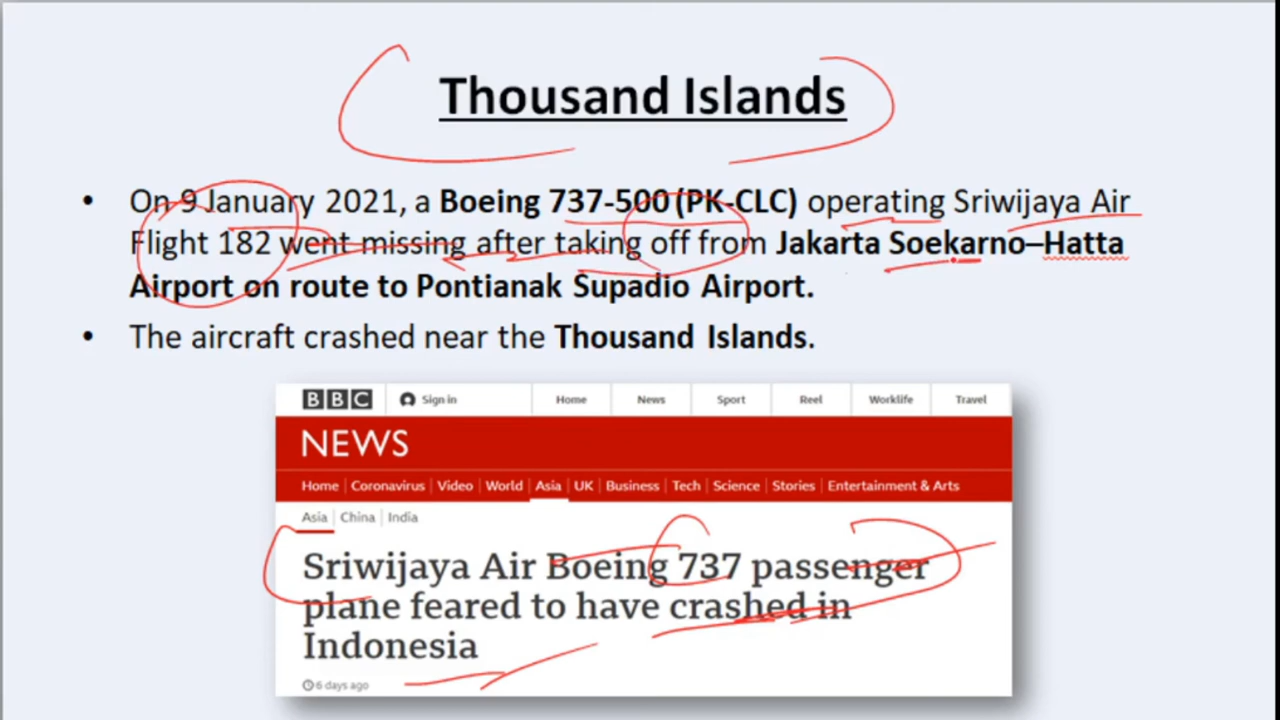 Thousand Islands
• On 9 January 2021, a Boeing 737-500 (PK-CLC) operating Sriwijaya Air
Flight 182 went missing after taking off from Jakarta Soekarno–Hatta
Airport on route to Pontianak Supadio Airport.
• The aircraft crashed near the Thousand Islands.
BBC Sign in Home News Sport Reel Worklife Travel
NEWS
Home | Coronavirus | Video | World | Asia | UK | Business | Tech | Science | Stories | Entertainment & Arts
Asia | China | India
Sriwijaya Air Boeing 737 passenger
plane feared to have crashed in
Indonesia
6 days ago